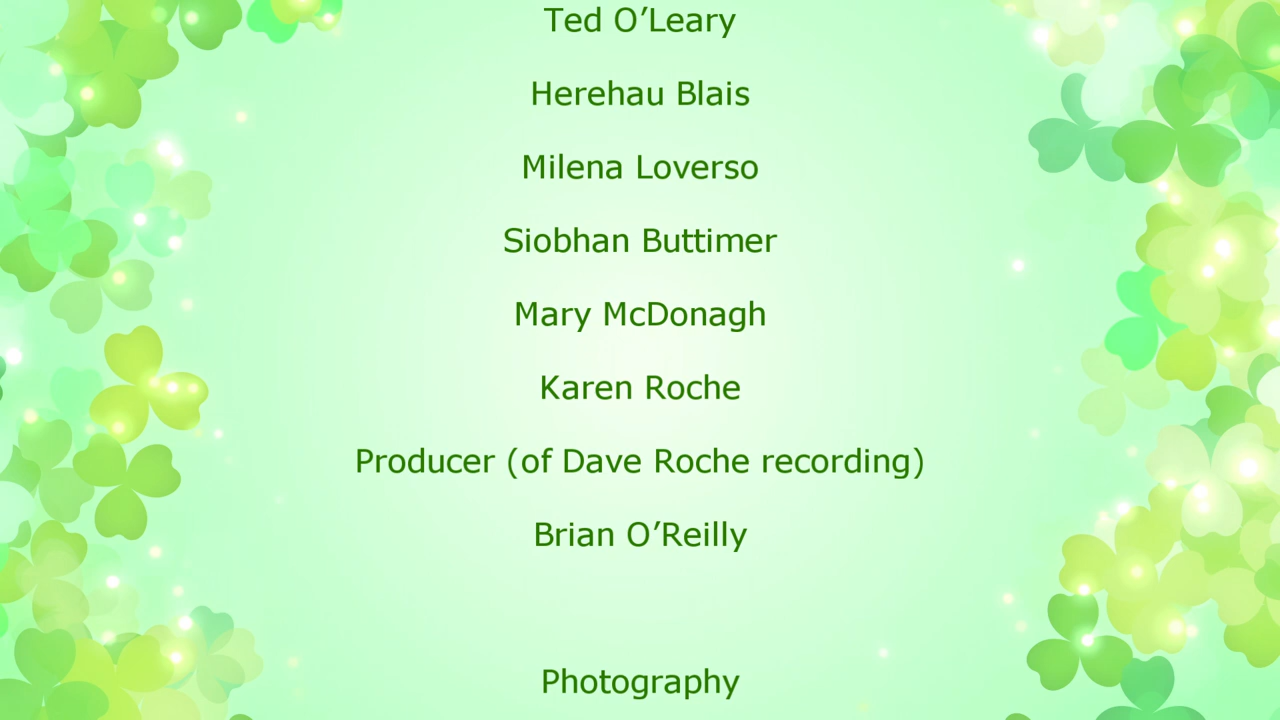 Ted O’Leary
Herehau Blais
Milena Loverso
Siobhan Buttimer
Mary McDonagh
Karen Roche
Producer (of Dave Roche recording)
Brian O’Reilly
Photography